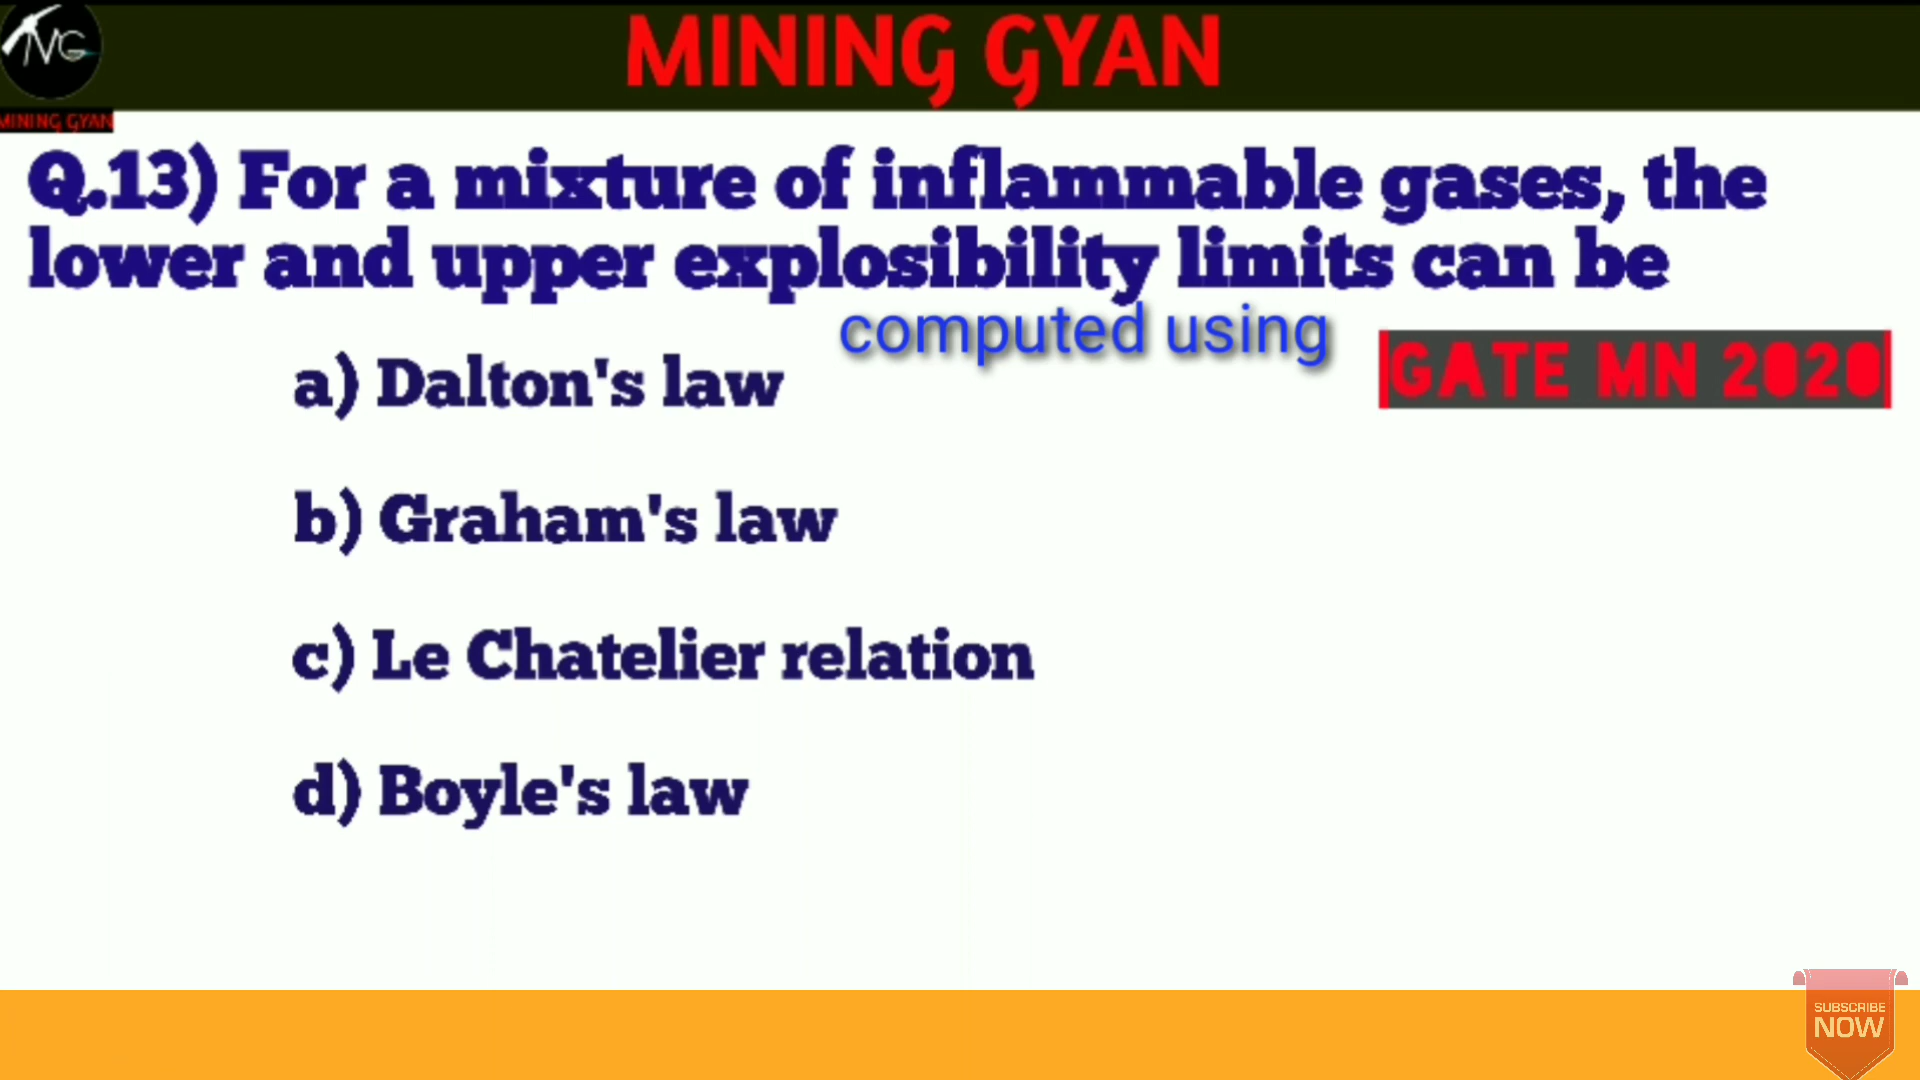 MINING GYAN
MG
MINING GYAN
Q.13) For a mixture of inflammable gases, the
lower and upper explosibility limits can be
computed using
GATE MN 2020
a) Dalton's law
b) Graham's law
c) Le Chatelier relation
d) Boyle's law
SUBSCRIBE
NOW